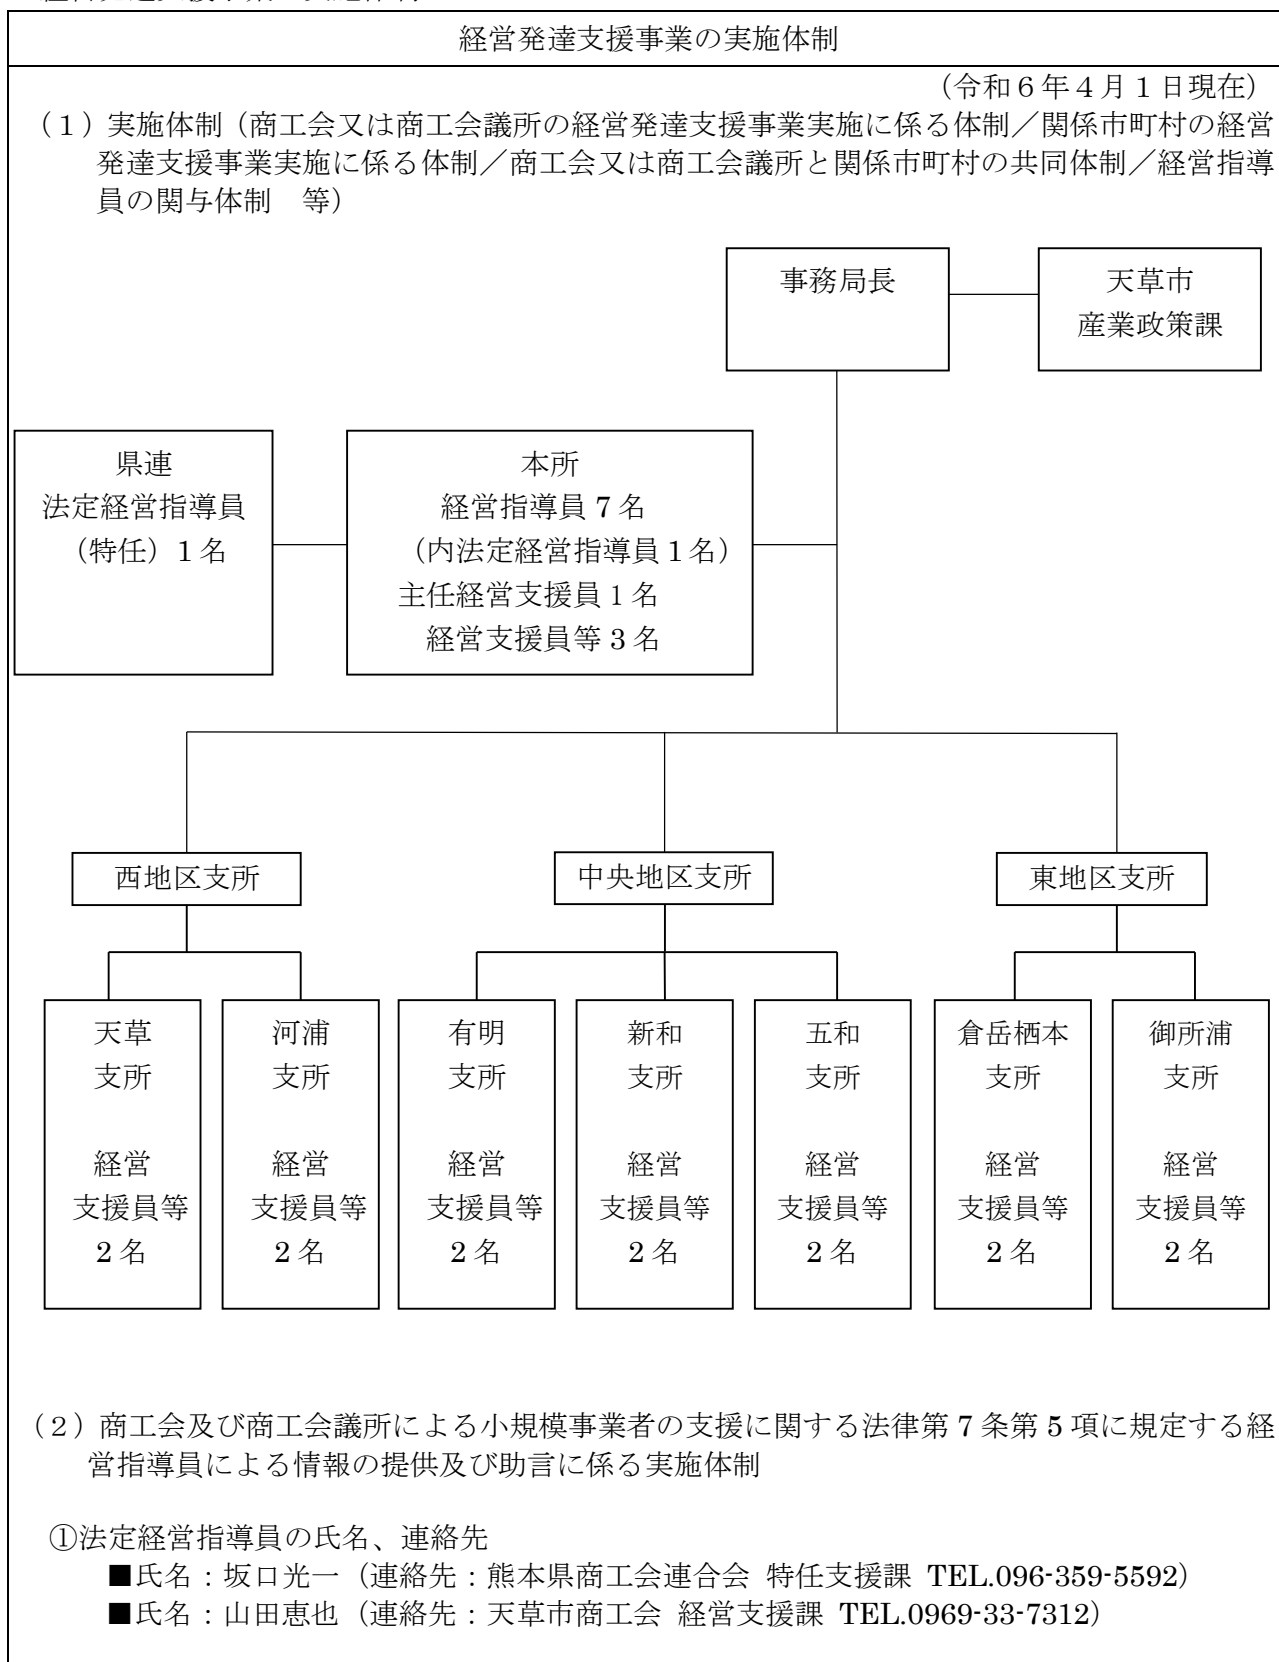 経営発達支援事業の実施体制
（令和６年４月１日現在）
（１）実施体制（商工会又は商工会議所の経営発達支援事業実施に係る体制／関係市町村の経営
発達支援事業実施に係る体制／商工会又は商工会議所と関係市町村の共同体制／経営指導
員の関与体制　等）
事務局長
天草市
産業政策課
県連
法定経営指導員
（特任）1名
本所
経営指導員7名
（内法定経営指導員1名）
主任経営支援員1名
経営支援員等3名
西地区支所
中央地区支所
東地区支所
天草
支所
経営
支援員等
2名
河浦
支所
経営
支援員等
2名
有明
支所
経営
支援員等
2名
新和
支所
経営
支援員等
2名
五和
支所
経営
支援員等
2名
倉岳栖本
支所
経営
支援員等
2名
御所浦
支所
経営
支援員等
2名
（２）商工会及び商工会議所による小規模事業者の支援に関する法律第7条第5項に規定する経
営指導員による情報の提供及び助言に係る実施体制
①法定経営指導員の氏名、連絡先
■氏名：坂口光一（連絡先：熊本県商工会連合会 特任支援課 TEL.096-359-5592）
■氏名：山田恵也（連絡先：天草市商工会 経営支援課 TEL.0969-33-7312）